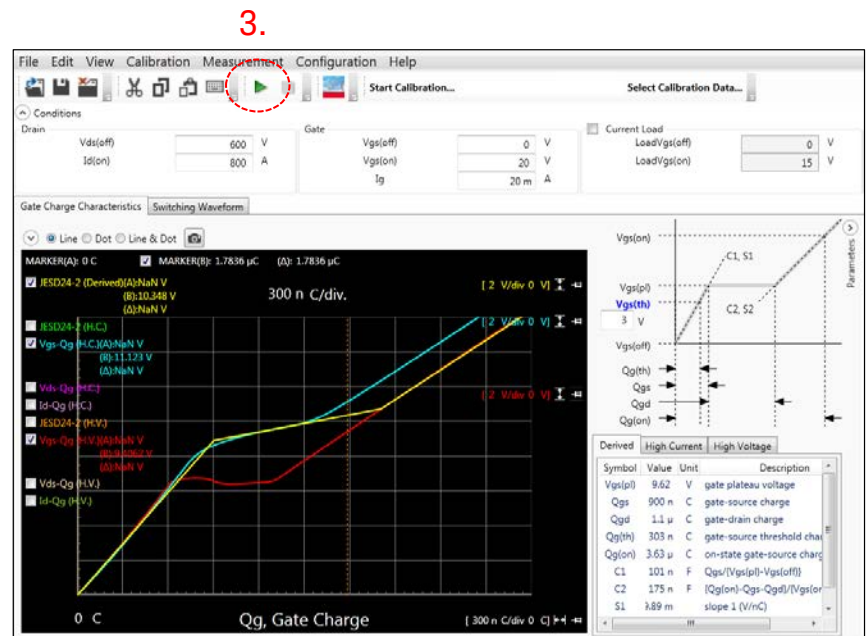 3.
File Edit View Calibration Measurement Configuration Help
Start Calibration... Select Calibration Data...
Conditions
Drain Gate Current Load
Vds(off) 600 V Vgs(off) 0 V LoadVgs(off) 0 V
Id(on) 800 A Vgs(on) 20 V LoadVgs(on) 15 V
Ig 20 m A
Gate Charge Characteristics Switching Waveform
Line Dot Line & Dot
MARKER(A): 0 C MARKER(B): 1.7836 µC (Δ): 1.7836 µC
JESD24-2 (Derived)(A):NaN V [ 2 V/div 0 V]
(B):10.348 V 300 n C/div.
(Δ):NaN V
JESD24-2 (H.C.) [ 2 V/div 0 V]
Vgs-Qg (H.C.)(A):NaN V
(B):11.123 V
(Δ):NaN V
Vds-Qg (H.C.) [ 2 V/div 0 V]
Id-Qg (H.C.)
JESD24-2 (H.V.)
Vgs-Qg (H.V.)(A):NaN V
(Δ):NaN V
Vds-Qg (H.V.)
Id-Qg (H.V.)
0 C Qg, Gate Charge [ 300 n C/div 0 C]
Vgs(on)
C1, S1
Vgs(pl)
Vgs(th)
C2, S2
3 V
Vgs(off)
Qg(th)
Qgs
Qgd
Qg(on)
Parameters
Derived High Current High Voltage
Symbol Value Unit Description
Vgs(pl) 9.62 V gate plateau voltage
Qgs 900 n C gate-source charge
Qgd 1.1 µ C gate-drain charge
Qg(th) 303 n C gate-source threshold cha
Qg(on) 3.63 µ C on-state gate-source charg
C1 101 n F Qgs/{Vgs(pl)-Vgs(off)}
C2 175 n F {Qg(on)-Qgs-Qgd}/{Vgs(or
S1 .89 m slope 1 (V/nC)